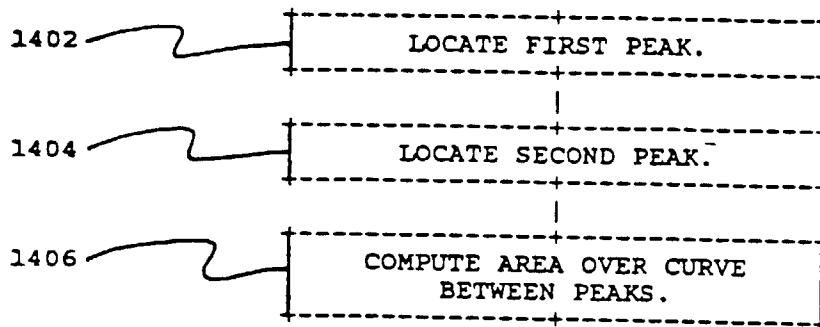 1402 LOCATE FIRST PEAK.
1404 LOCATE SECOND PEAK.
1406 COMPUTE AREA OVER CURVE
BETWEEN PEAKS.